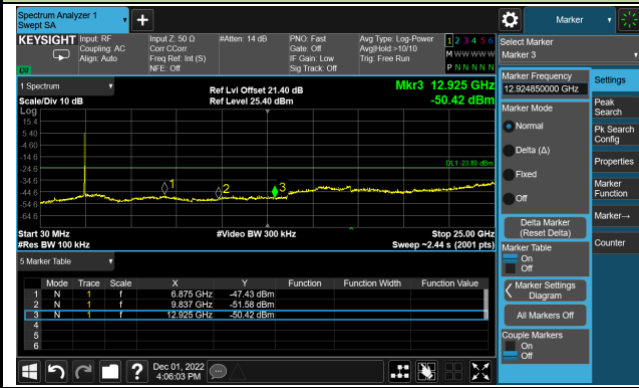 Spectrum Analyzer 1
Swept SA
Marker
KEYSIGHT
Input: RF
Coupling: AC
Align: Auto
Input Z: 50 Ω
Corr CCorr
Freq Ref: Int (S)
NFE: Off
#Atten: 14 dB
PNO: Fast
Gate: Off
IF Gain: Low
Sig Track: Off
Avg Type: Log-Power
Avg|Hold:>10/10
Trig: Free Run
1 2 3 4 5 6
M W W W W W
P N N N N N
1 Spectrum
Scale/Div 10 dB
Ref Lvl Offset 21.40 dB
Ref Level 25.40 dBm
Mkr3 12.925 GHz
-50.42 dBm
Log
15.4
5.40
-4.60
-14.6
-24.6
-34.6
-44.6
-54.6
-64.6
DL1 -23.80 dBm
1
2
3
Start 30 MHz
#Res BW 100 kHz
#Video BW 300 kHz
Stop 25.00 GHz
Sweep ~2.44 s (2001 pts)
5 Marker Table
Mode Trace Scale X Y Function Function Width Function Value
1 N 1 f 6.875 GHz -47.43 dBm
2 N 1 f 9.837 GHz -51.58 dBm
3 N 1 f 12.925 GHz -50.42 dBm
4
5
6
Select Marker
Marker 3
Marker Frequency
12.924850000 GHz
Marker Mode
Normal
Delta (Δ)
Fixed
Off
Delta Marker
(Reset Delta)
Marker Table
On
Off
Marker Settings
Diagram
All Markers Off
Couple Markers
On
Off
Settings
Peak
Search
Pk Search
Config
Properties
Marker
Function
Marker→
Counter
?
Dec 01, 2022
4:06:03 PM